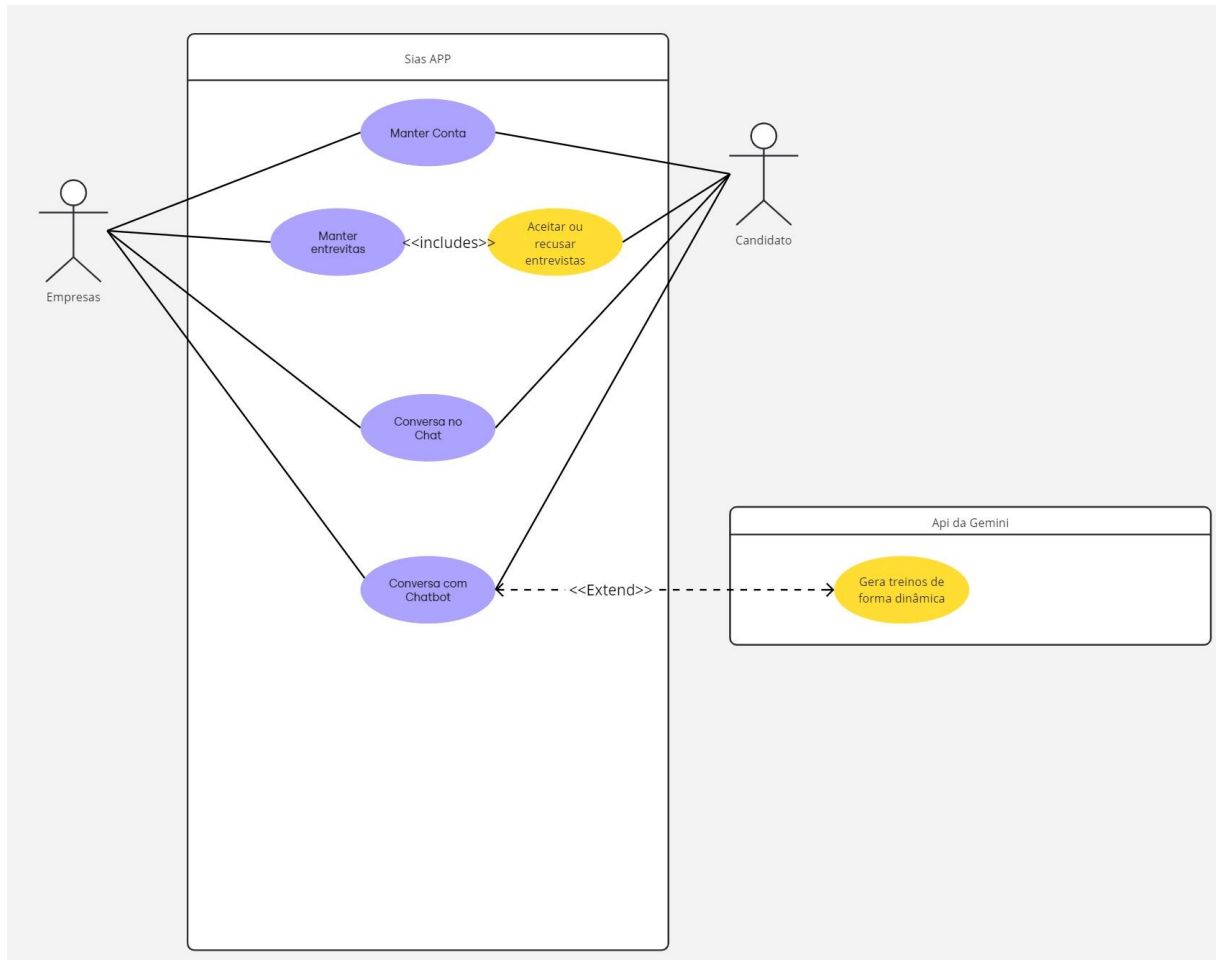 Sias APP
Manter Conta
Manter
entrevitas
<<includes>>
Aceitar ou
recusar
entrevistas
Empresas
Candidato
Conversa no
Chat
Api da Gemini
Conversa com
Chatbot
<<Extend>>
Gera treinos de
forma dinâmica